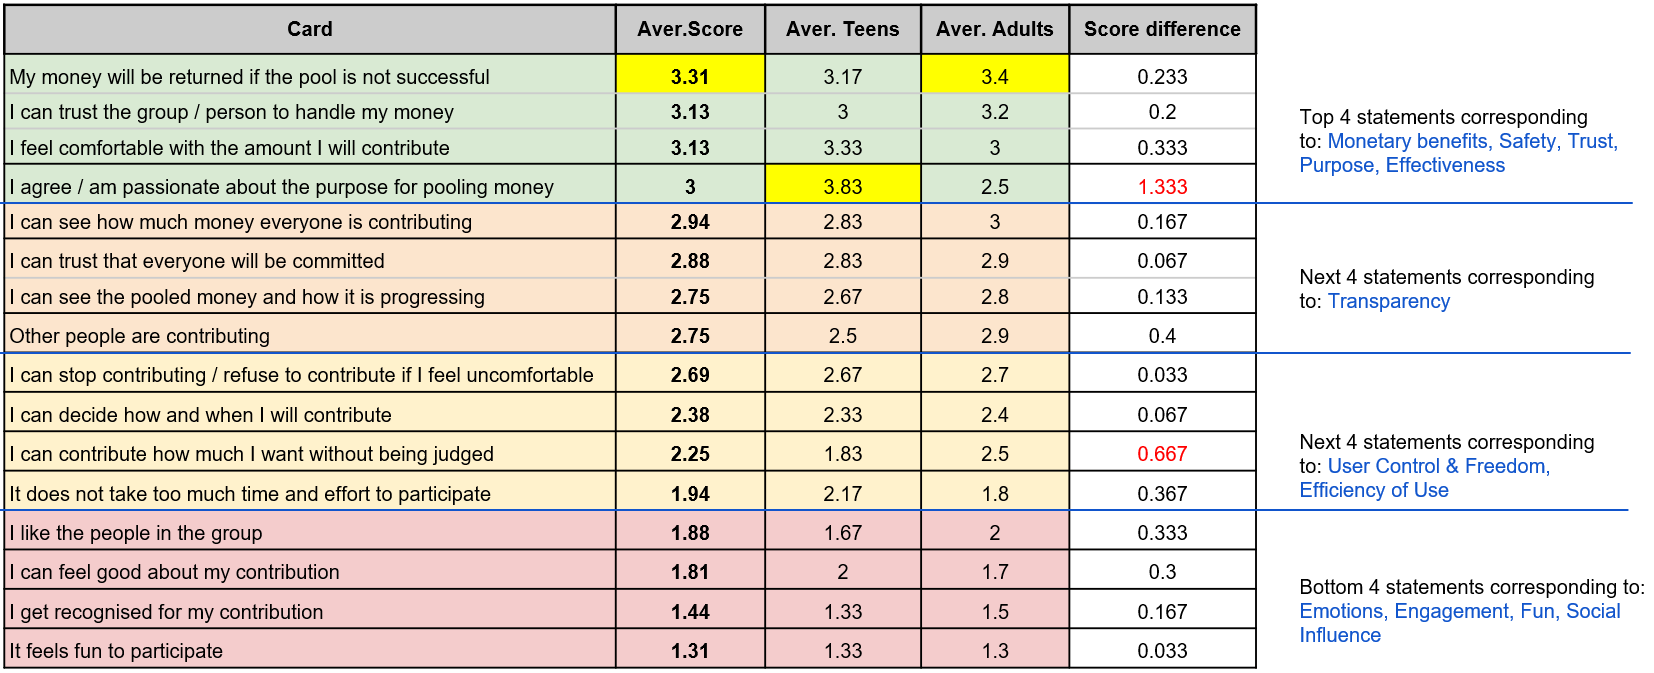 Card Aver.Score Aver. Teens Aver. Adults Score difference
My money will be returned if the pool is not successful 3.31 3.17 3.4 0.233
I can trust the group / person to handle my money 3.13 3 3.2 0.2
I feel comfortable with the amount I will contribute 3.13 3.33 3 0.333
I agree / am passionate about the purpose for pooling money 3 3.83 2.5 1.333
Top 4 statements corresponding
to: Monetary benefits, Safety, Trust,
Purpose, Effectiveness
I can see how much money everyone is contributing 2.94 2.83 3 0.167
I can trust that everyone will be committed 2.88 2.83 2.9 0.067
I can see the pooled money and how it is progressing 2.75 2.67 2.8 0.133
Other people are contributing 2.75 2.5 2.9 0.4
Next 4 statements corresponding
to: Transparency
I can stop contributing / refuse to contribute if I feel uncomfortable 2.69 2.67 2.7 0.033
I can decide how and when I will contribute 2.38 2.33 2.4 0.067
I can contribute how much I want without being judged 2.25 1.83 2.5 0.667
It does not take too much time and effort to participate 1.94 2.17 1.8 0.367
Next 4 statements corresponding
to: User Control & Freedom,
Efficiency of Use
I like the people in the group 1.88 1.67 2 0.333
I can feel good about my contribution 1.81 2 1.7 0.3
I get recognised for my contribution 1.44 1.33 1.5 0.167
It feels fun to participate 1.31 1.33 1.3 0.033
Bottom 4 statements corresponding to:
Emotions, Engagement, Fun, Social
Influence